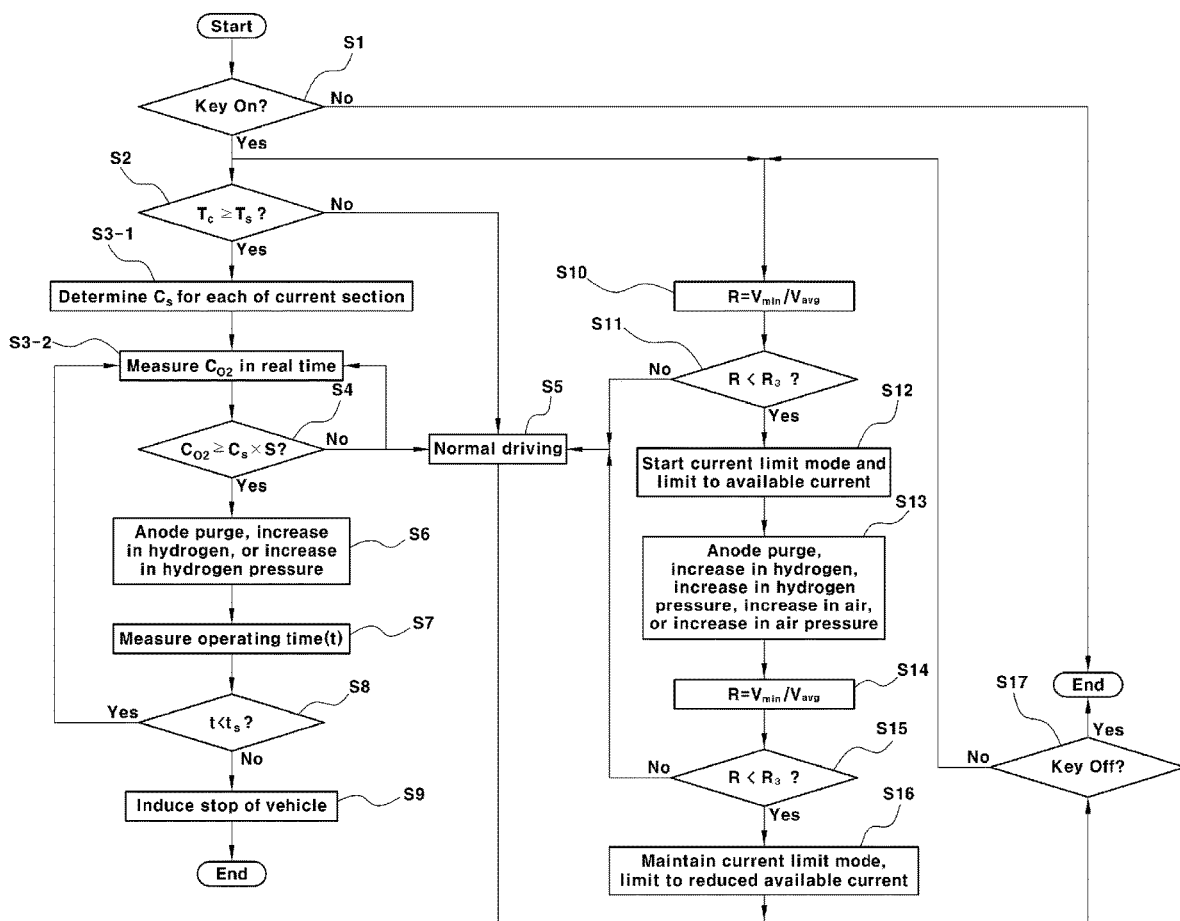 Start
S1
Key On?
No
Yes
S2
T_c ≥ T_s ?
No
Yes
S3-1
Determine C_s for each of current section
S3-2
Measure C_O2 in real time
S4
C_O2 ≥ C_s × S?
No
Yes
S5
Normal driving
S6
Anode purge, increase
in hydrogen, or increase
in hydrogen pressure
S7
Measure operating time(t)
S8
t<t_s ?
Yes
No
S9
Induce stop of vehicle
End
S10
R=V_min/V_avg
S11
R < R_3 ?
No
Yes
S12
Start current limit mode and
limit to available current
S13
Anode purge,
increase in hydrogen,
increase in hydrogen
pressure, increase in air,
or increase in air pressure
S14
R=V_min/V_avg
S15
R < R_3 ?
No
Yes
S16
Maintain current limit mode,
limit to reduced available current
End
S17
Yes
No
Key Off?